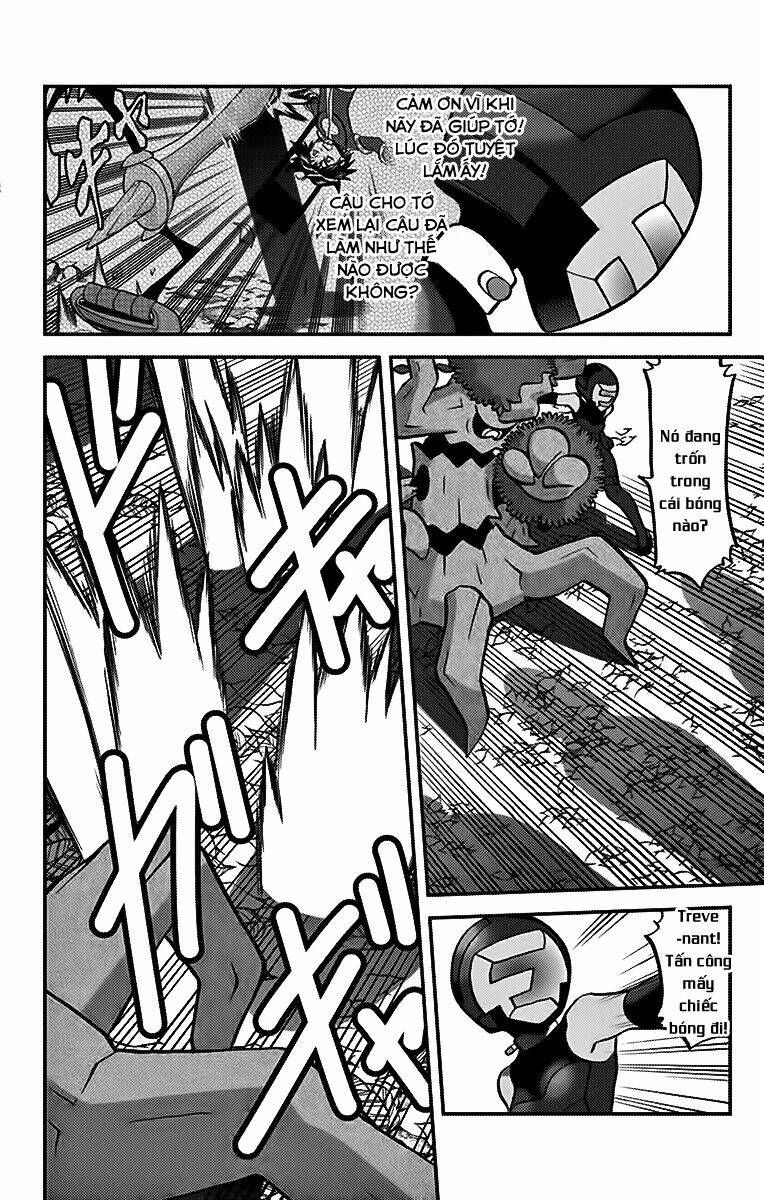 CẢM ƠN VÌ KHI
NÃY ĐÃ GIÚP TỚ!
LÚC ĐÓ TUYỆT
LẮM ẤY!
CẬU CHO TỚ
XEM LẠI CẬU ĐÃ
LÀM NHƯ THẾ
NÀO ĐƯỢC
KHÔNG?
Nó đang
trốn
trong
cái bóng
nào?
Treve
-nant!
Tấn công
mấy
chiếc
bóng đi!